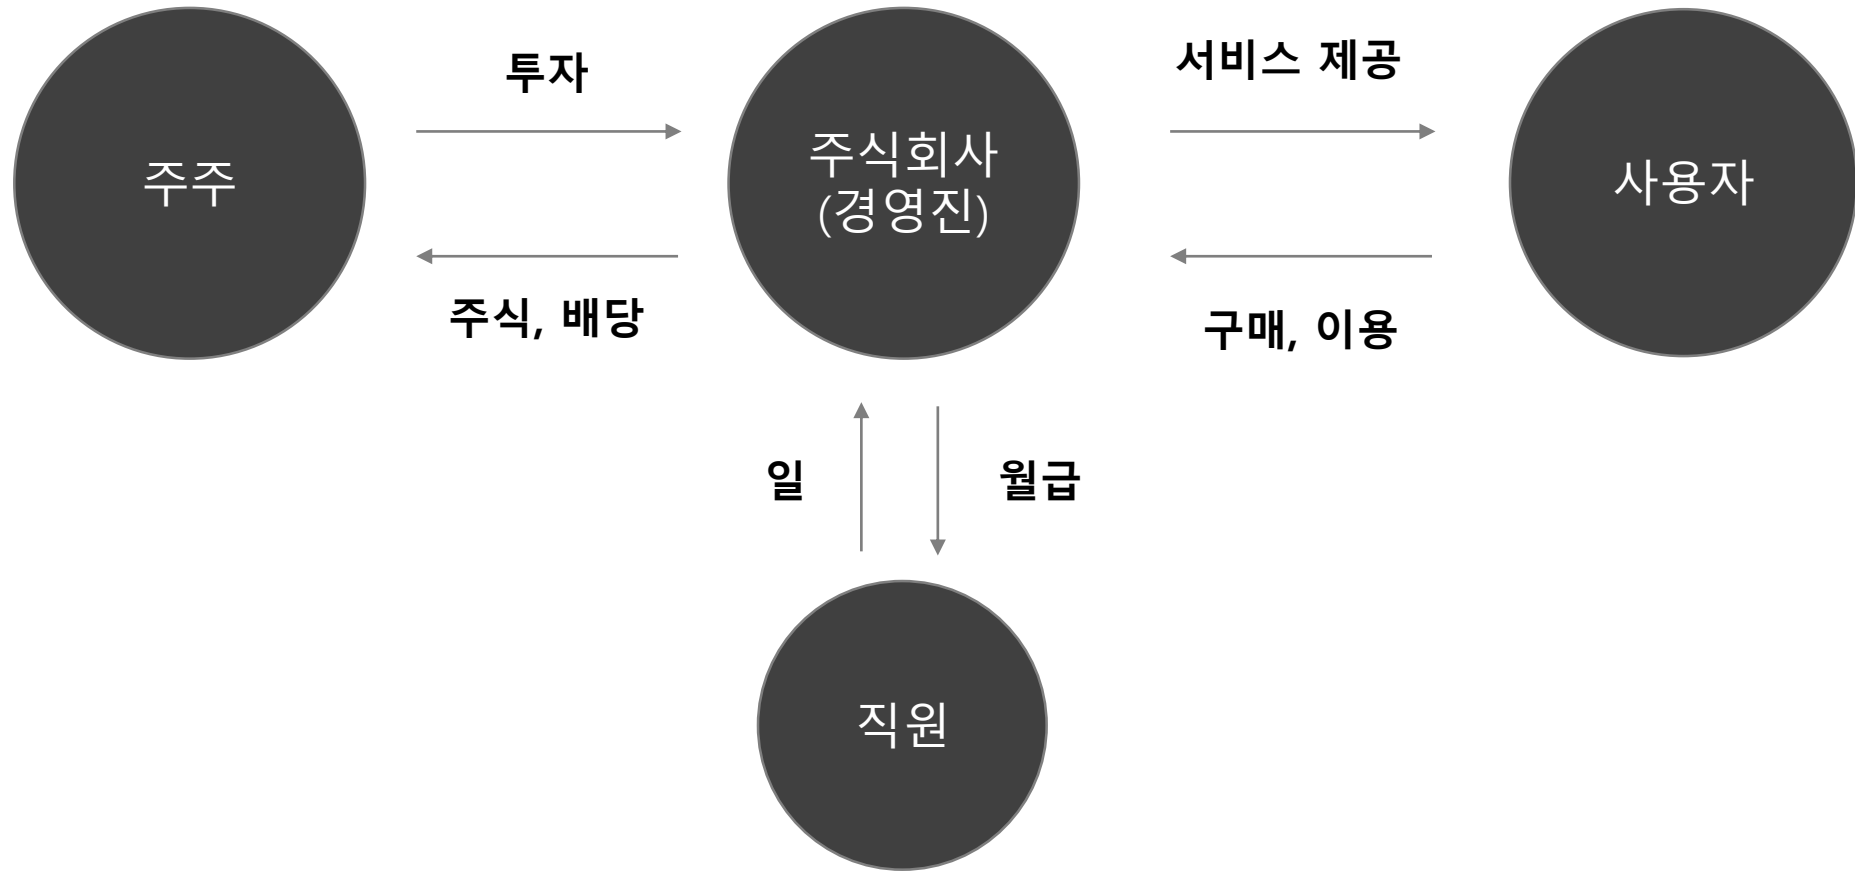 투자
서비스 제공
주주
주식회사
(경영진)
사용자
주식, 배당
구매, 이용
일
월급
직원